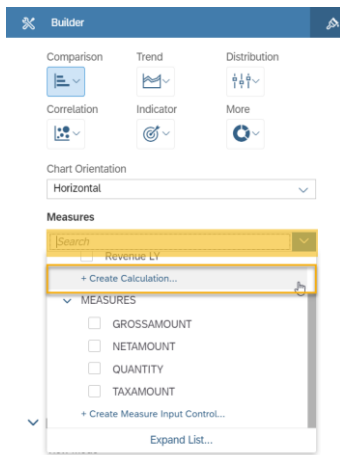 Builder
Comparison Trend Distribution
Correlation Indicator More
Chart Orientation
Horizontal
Measures
Search
Revenue LY
+ Create Calculation...
MEASURES
GROSSAMOUNT
NETAMOUNT
QUANTITY
TAXAMOUNT
+ Create Measure Input Control...
Expand List...